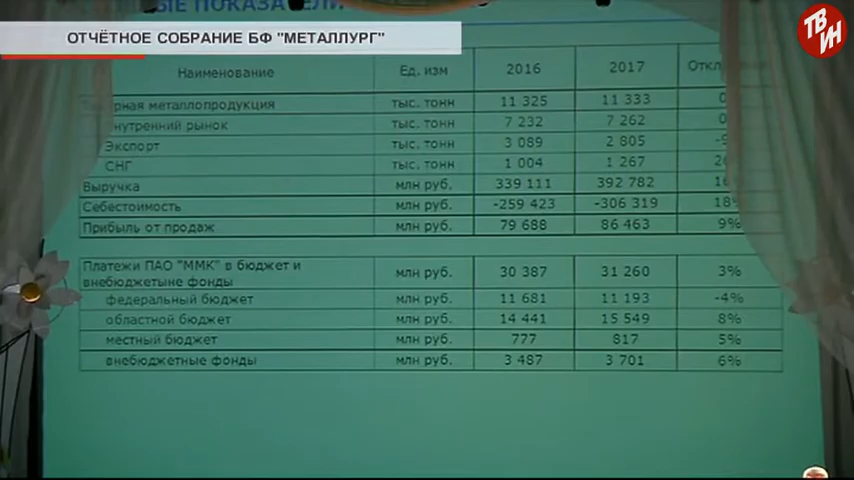 ТВ
ИН
ОТЧЁТНОЕ СОБРАНИЕ БФ "МЕТАЛЛУРГ"
Наименование Ед. изм 2016 2017
металлопродукция тыс. тонн 11 325 11 333
рынок тыс. тонн 7 232 7 262
Экспорт тыс. тонн 3 089 2 805
СНГ тыс. тонн 1 004 1 267
Выручка млн руб. 339 111 392 782
Себестоимость млн руб. -259 423 -306 319 18%
Прибыль от продаж млн руб. 79 688 86 463 9%
Платежи ПАО "ММК" в бюджет и
внебюджетыне фонды млн руб. 30 387 31 260 3%
федеральный бюджет млн руб. 11 681 11 193 -4%
областной бюджет млн руб. 14 441 15 549 8%
местный бюджет млн руб. 777 817 5%
внебюджетные фонды млн руб. 3 487 3 701 6%